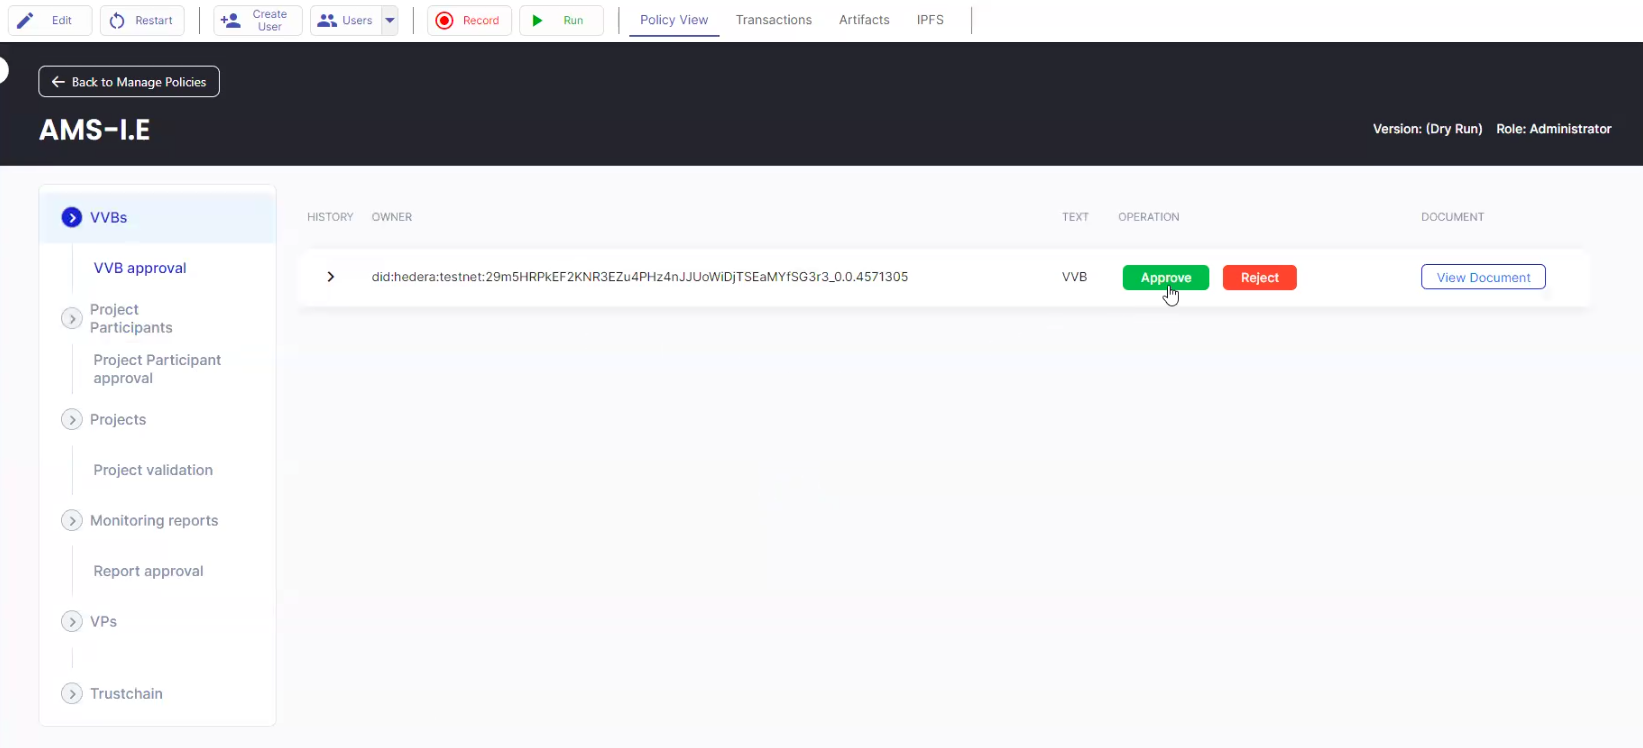 Edit
Restart
Create
User
Users
Record
Run
Policy View
Transactions
Artifacts
IPFS
Back to Manage Policies
AMS-I.E
Version: (Dry Run) Role: Administrator
VVBs
VVB approval
Project
Participants
Project Participant
approval
Projects
Project validation
Monitoring reports
Report approval
VPs
Trustchain
HISTORY OWNER TEXT OPERATION DOCUMENT
did:hedera:testnet:29m5HRPkEF2KNR3EZu4PHz4nJJUoWiDjTSEaMYfSG3r3_0.0.4571305 VVB Approve Reject View Document